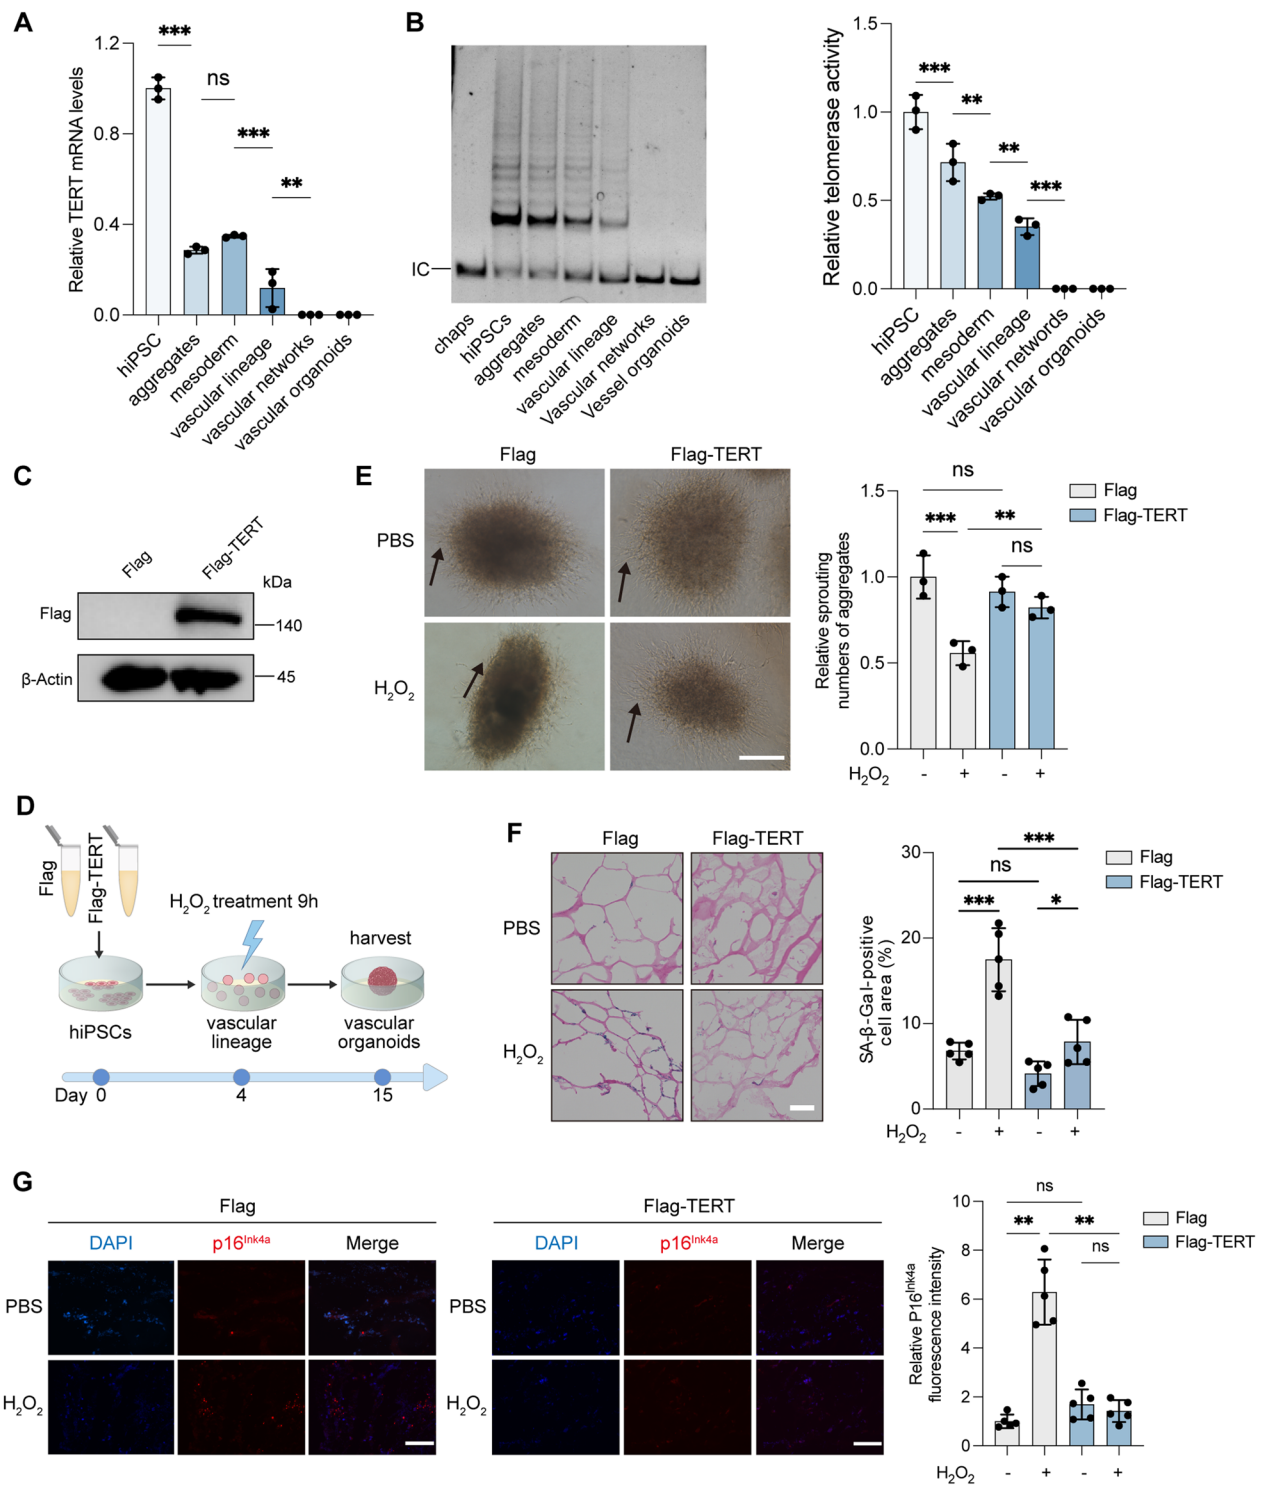 A
Relative TERT mRNA levels
1.2
0.8
0.4
0.0
***
ns
***
**
hiPSC
aggregates
mesoderm
vascular lineage
vascular networks
vascular organoids
B
IC
chaps
hiPSCs
aggregates
mesoderm
vascular lineage
Vascular networks
Vessel organoids
Relative telomerase activity
1.5
1.0
0.5
0.0
***
**
**
***
hiPSC
aggregates
mesoderm
vascular lineage
vascular networds
vascular organoids
C
Flag
Flag-TERT
kDa
Flag
140
β-Actin
45
D
Flag
Flag-TERT
H2O2 treatment 9h
harvest
hiPSCs
vascular
lineage
vascular
organoids
Day 0
4
15
E
Flag
Flag-TERT
PBS
H2O2
Relative sprouting
numbers of aggregates
1.5
1.0
0.5
0.0
ns
***
**
ns
Flag
Flag-TERT
H2O2
- + - +
F
Flag
Flag-TERT
PBS
H2O2
SA-β-Gal-positive
cell area (%)
30
20
10
0
***
ns
***
*
Flag
Flag-TERT
H2O2
- + - +
G
Flag
Flag-TERT
DAPI
p16Ink4a
Merge
DAPI
p16Ink4a
Merge
PBS
H2O2
PBS
H2O2
Relative P16Ink4a
fluorescence intensity
10
8
6
4
2
0
ns
**
**
ns
Flag
Flag-TERT
H2O2
- + - +